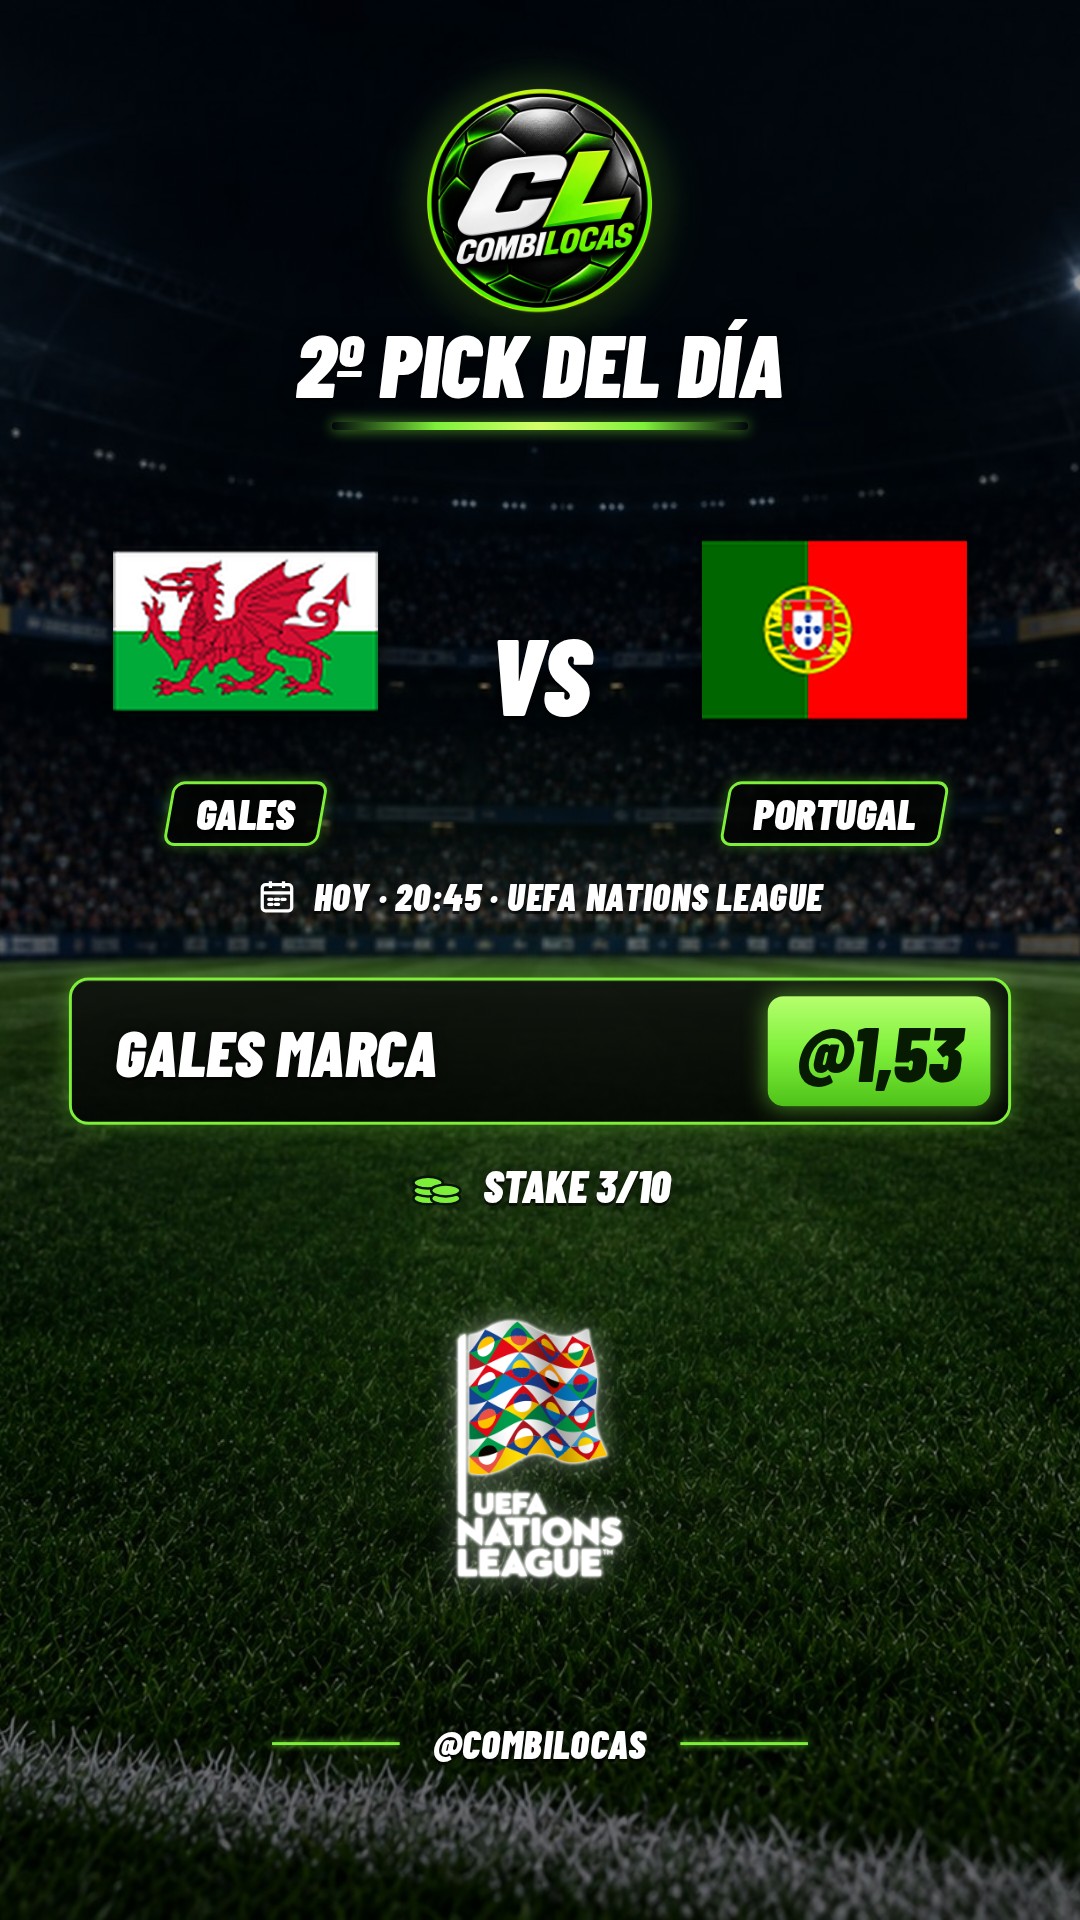 CL
COMBILOCAS
2º PICK DEL DÍA
VS
GALES
PORTUGAL
HOY · 20:45 · UEFA NATIONS LEAGUE
GALES MARCA
@1,53
STAKE 3/10
UEFA
NATIONS
LEAGUE™
@COMBILOCAS